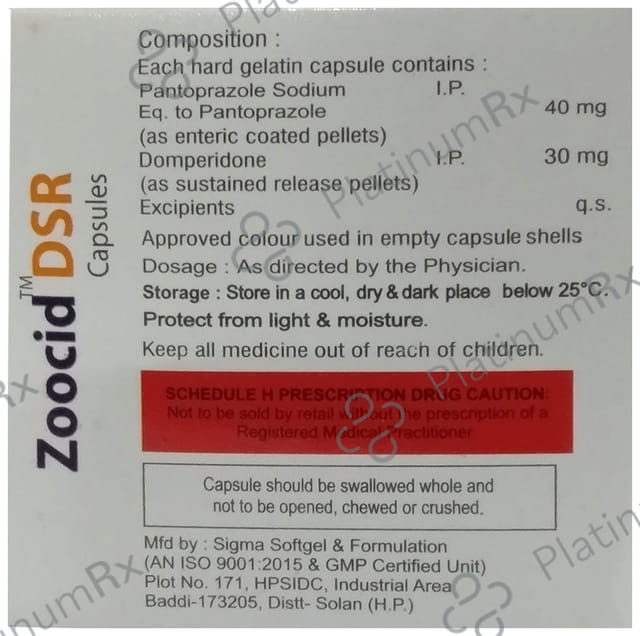 Zoocid™ DSR
Capsules
Composition :
Each hard gelatin capsule contains :
Pantoprazole Sodium I.P.
Eq. to Pantoprazole 40 mg
(as enteric coated pellets)
Domperidone I.P. 30 mg
(as sustained release pellets)
Excipients q.s.
Approved colour used in empty capsule shells
Dosage : As directed by the Physician.
Storage : Store in a cool, dry & dark place below 25°C.
Protect from light & moisture.
Keep all medicine out of reach of children.
SCHEDULE H PRESCRIPTION DRUG CAUTION:
Not to be sold by retail without the prescription of a
Registered Medical Practitioner
Capsule should be swallowed whole and
not to be opened, chewed or crushed.
Mfd by : Sigma Softgel & Formulation
(AN ISO 9001:2015 & GMP Certified Unit)
Plot No. 171, HPSIDC, Industrial Area
Baddi-173205, Distt- Solan (H.P.)
PlatinumRx
PlatinumRx
PlatinumRx